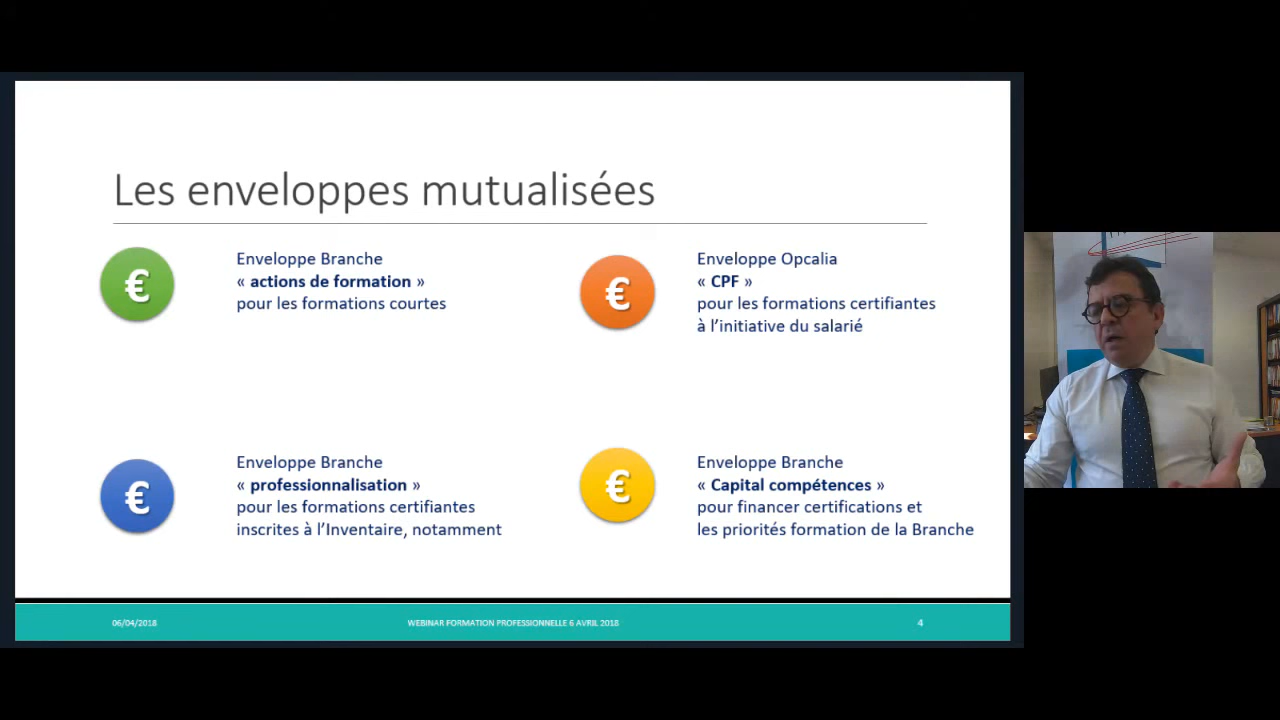 Les enveloppes mutualisées
€
Enveloppe Branche
« actions de formation »
pour les formations courtes
€
Enveloppe Opcalia
« CPF »
pour les formations certifiantes
à l’initiative du salarié
€
Enveloppe Branche
« professionnalisation »
pour les formations certifiantes
inscrites à l’Inventaire, notamment
€
Enveloppe Branche
« Capital compétences »
pour financer certifications et
les priorités formation de la Branche
06/04/2018
WEBINAR FORMATION PROFESSIONNELLE 6 AVRIL 2018
4